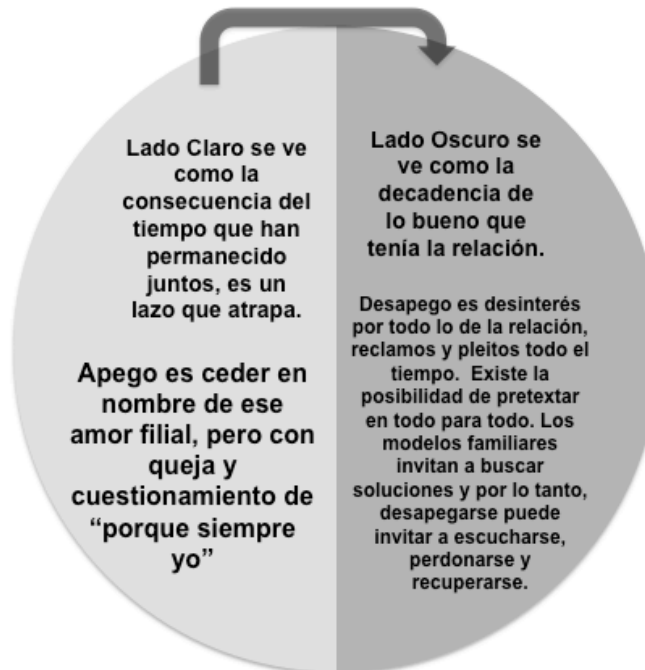 Lado Claro se ve
como la
consecuencia del
tiempo que han
permanecido
juntos, es un
lazo que atrapa.
Apego es ceder en
nombre de ese
amor filial, pero con
queja y
cuestionamiento de
“porque siempre
yo”
Lado Oscuro se
ve como la
decadencia de
lo bueno que
tenía la relación.
Desapego es desinterés
por todo lo de la relación,
reclamos y pleitos todo el
tiempo. Existe la
posibilidad de pretextar
en todo para todo. Los
modelos familiares
invitan a buscar
soluciones y por lo tanto,
desapegarse puede
invitar a escucharse,
perdonarse y
recuperarse.